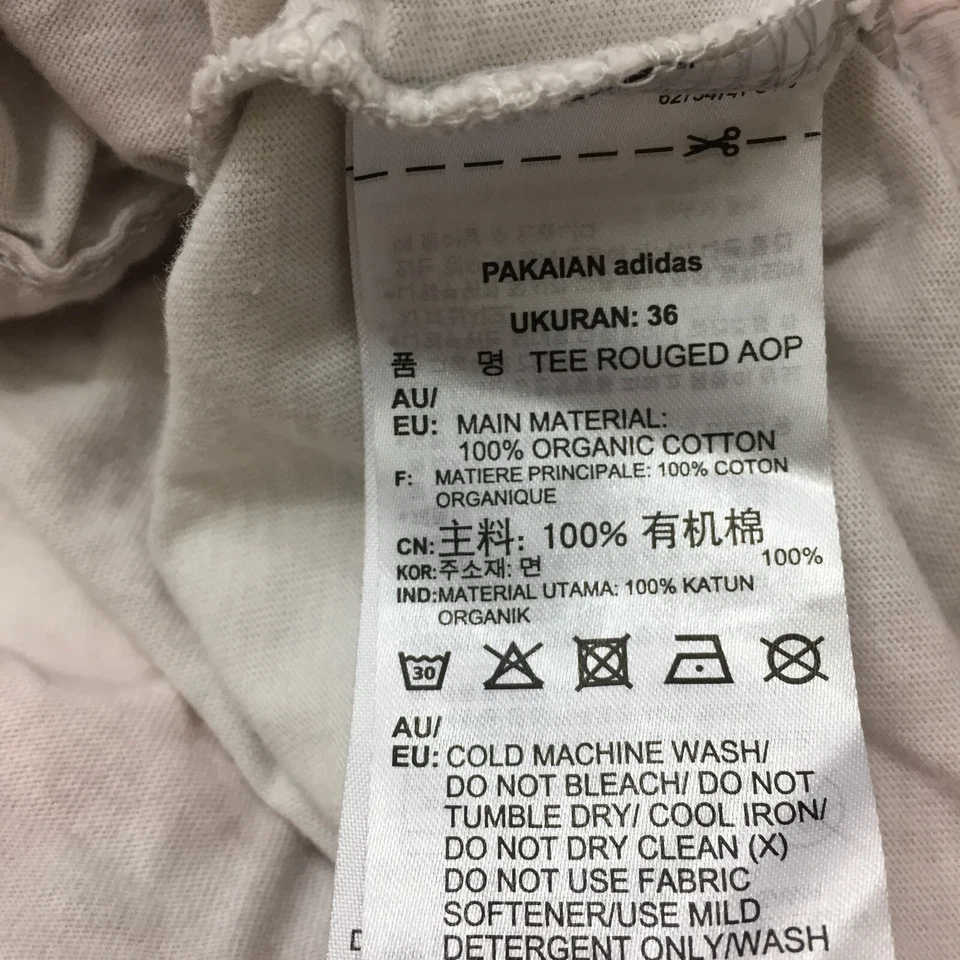 PAKAIAN adidas
UKURAN: 36
품 명 TEE ROUGED AOP
AU/
EU: MAIN MATERIAL:
100% ORGANIC COTTON
F: MATIERE PRINCIPALE: 100% COTON
ORGANIQUE
CN: 主料: 100% 有机棉
KOR: 주소재: 면 100%
IND: MATERIAL UTAMA: 100% KATUN
ORGANIK
30
AU/
EU: COLD MACHINE WASH/
DO NOT BLEACH/ DO NOT
TUMBLE DRY/ COOL IRON/
DO NOT DRY CLEAN (X)
DO NOT USE FABRIC
SOFTENER/USE MILD
DETERGENT ONLY/WASH